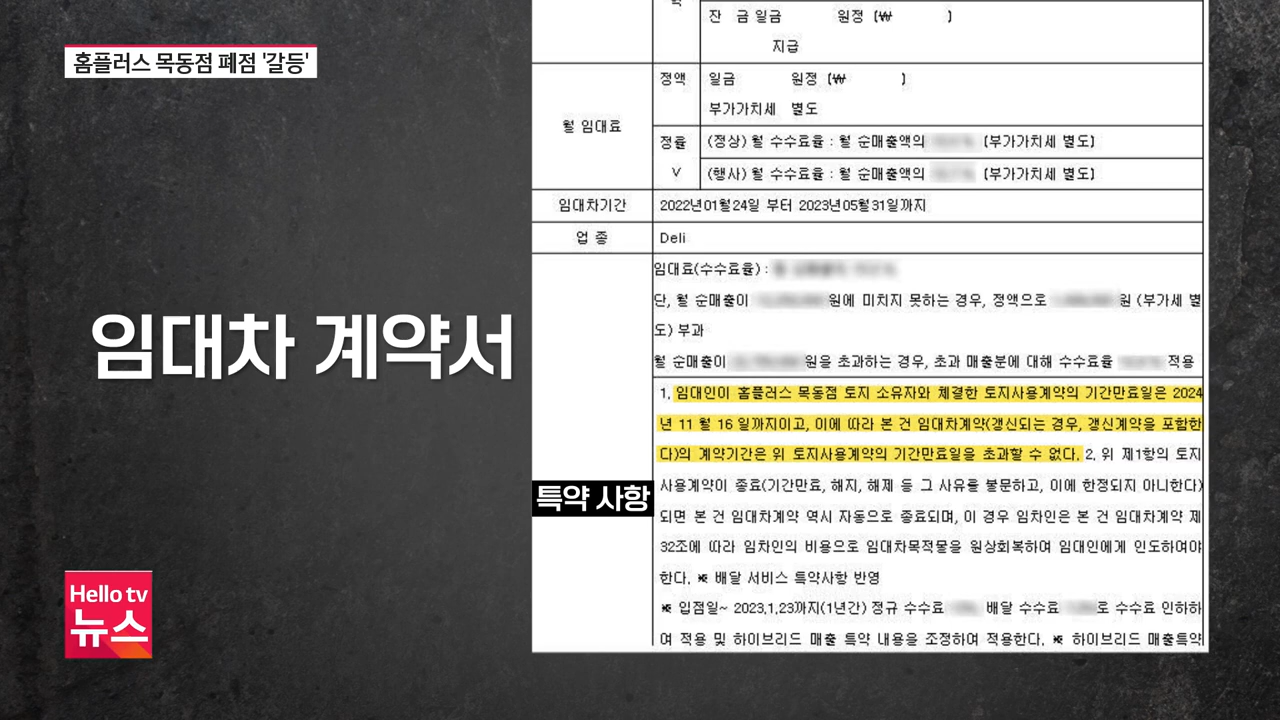 홈플러스 목동점 폐점 '갈등'
임대차 계약서
잔 금 일금 원정 (₩ )
지급
월 임대료
정액
일금 원정 (₩ )
부가가치세 별도
정률
V
(정상) 월 수수료율 : 월 순매출액의 (부가가치세 별도)
(행사) 월 수수료율 : 월 순매출액의 (부가가치세 별도)
임대차기간
2022년01월24일 부터 2023년05월31일까지
업 종
Deli
임대료(수수료율) :
단, 월 순매출이 원에 미치지 못하는 경우, 정액으로 원 (부가세 별
도) 부과
월 순매출이 원을 초과하는 경우, 초과 매출분에 대해 수수료율 적용
특약 사항
1. 임대인이 홈플러스 목동점 토지 소유자와 체결한 토지사용계약의 기간만료일은 2024
년 11 월 16 일까지이고, 이에 따라 본 건 임대차계약(갱신되는 경우, 갱신계약을 포함한
다)의 계약기간은 위 토지사용계약의 기간만료일을 초과할 수 없다. 2. 위 제1항의 토지
사용계약이 종료(기간만료, 해지, 해제 등 그 사유를 불문하고, 이에 한정되지 아니한다)
되면 본 건 임대차계약 역시 자동으로 종료되며, 이 경우 임차인은 본 건 임대차계약 제
32조에 따라 임차인의 비용으로 임대차목적물을 원상회복하여 임대인에게 인도하여야
한다. ※ 배달 서비스 특약사항 반영
※ 입점일~ 2023.1.23까지(1년간) 정규 수수료 배달 수수료 로 수수료 인하하
여 적용 및 하이브리드 매출 특약 내용을 조정하여 적용한다. ※ 하이브리드 매출특약
Hello tv
뉴스